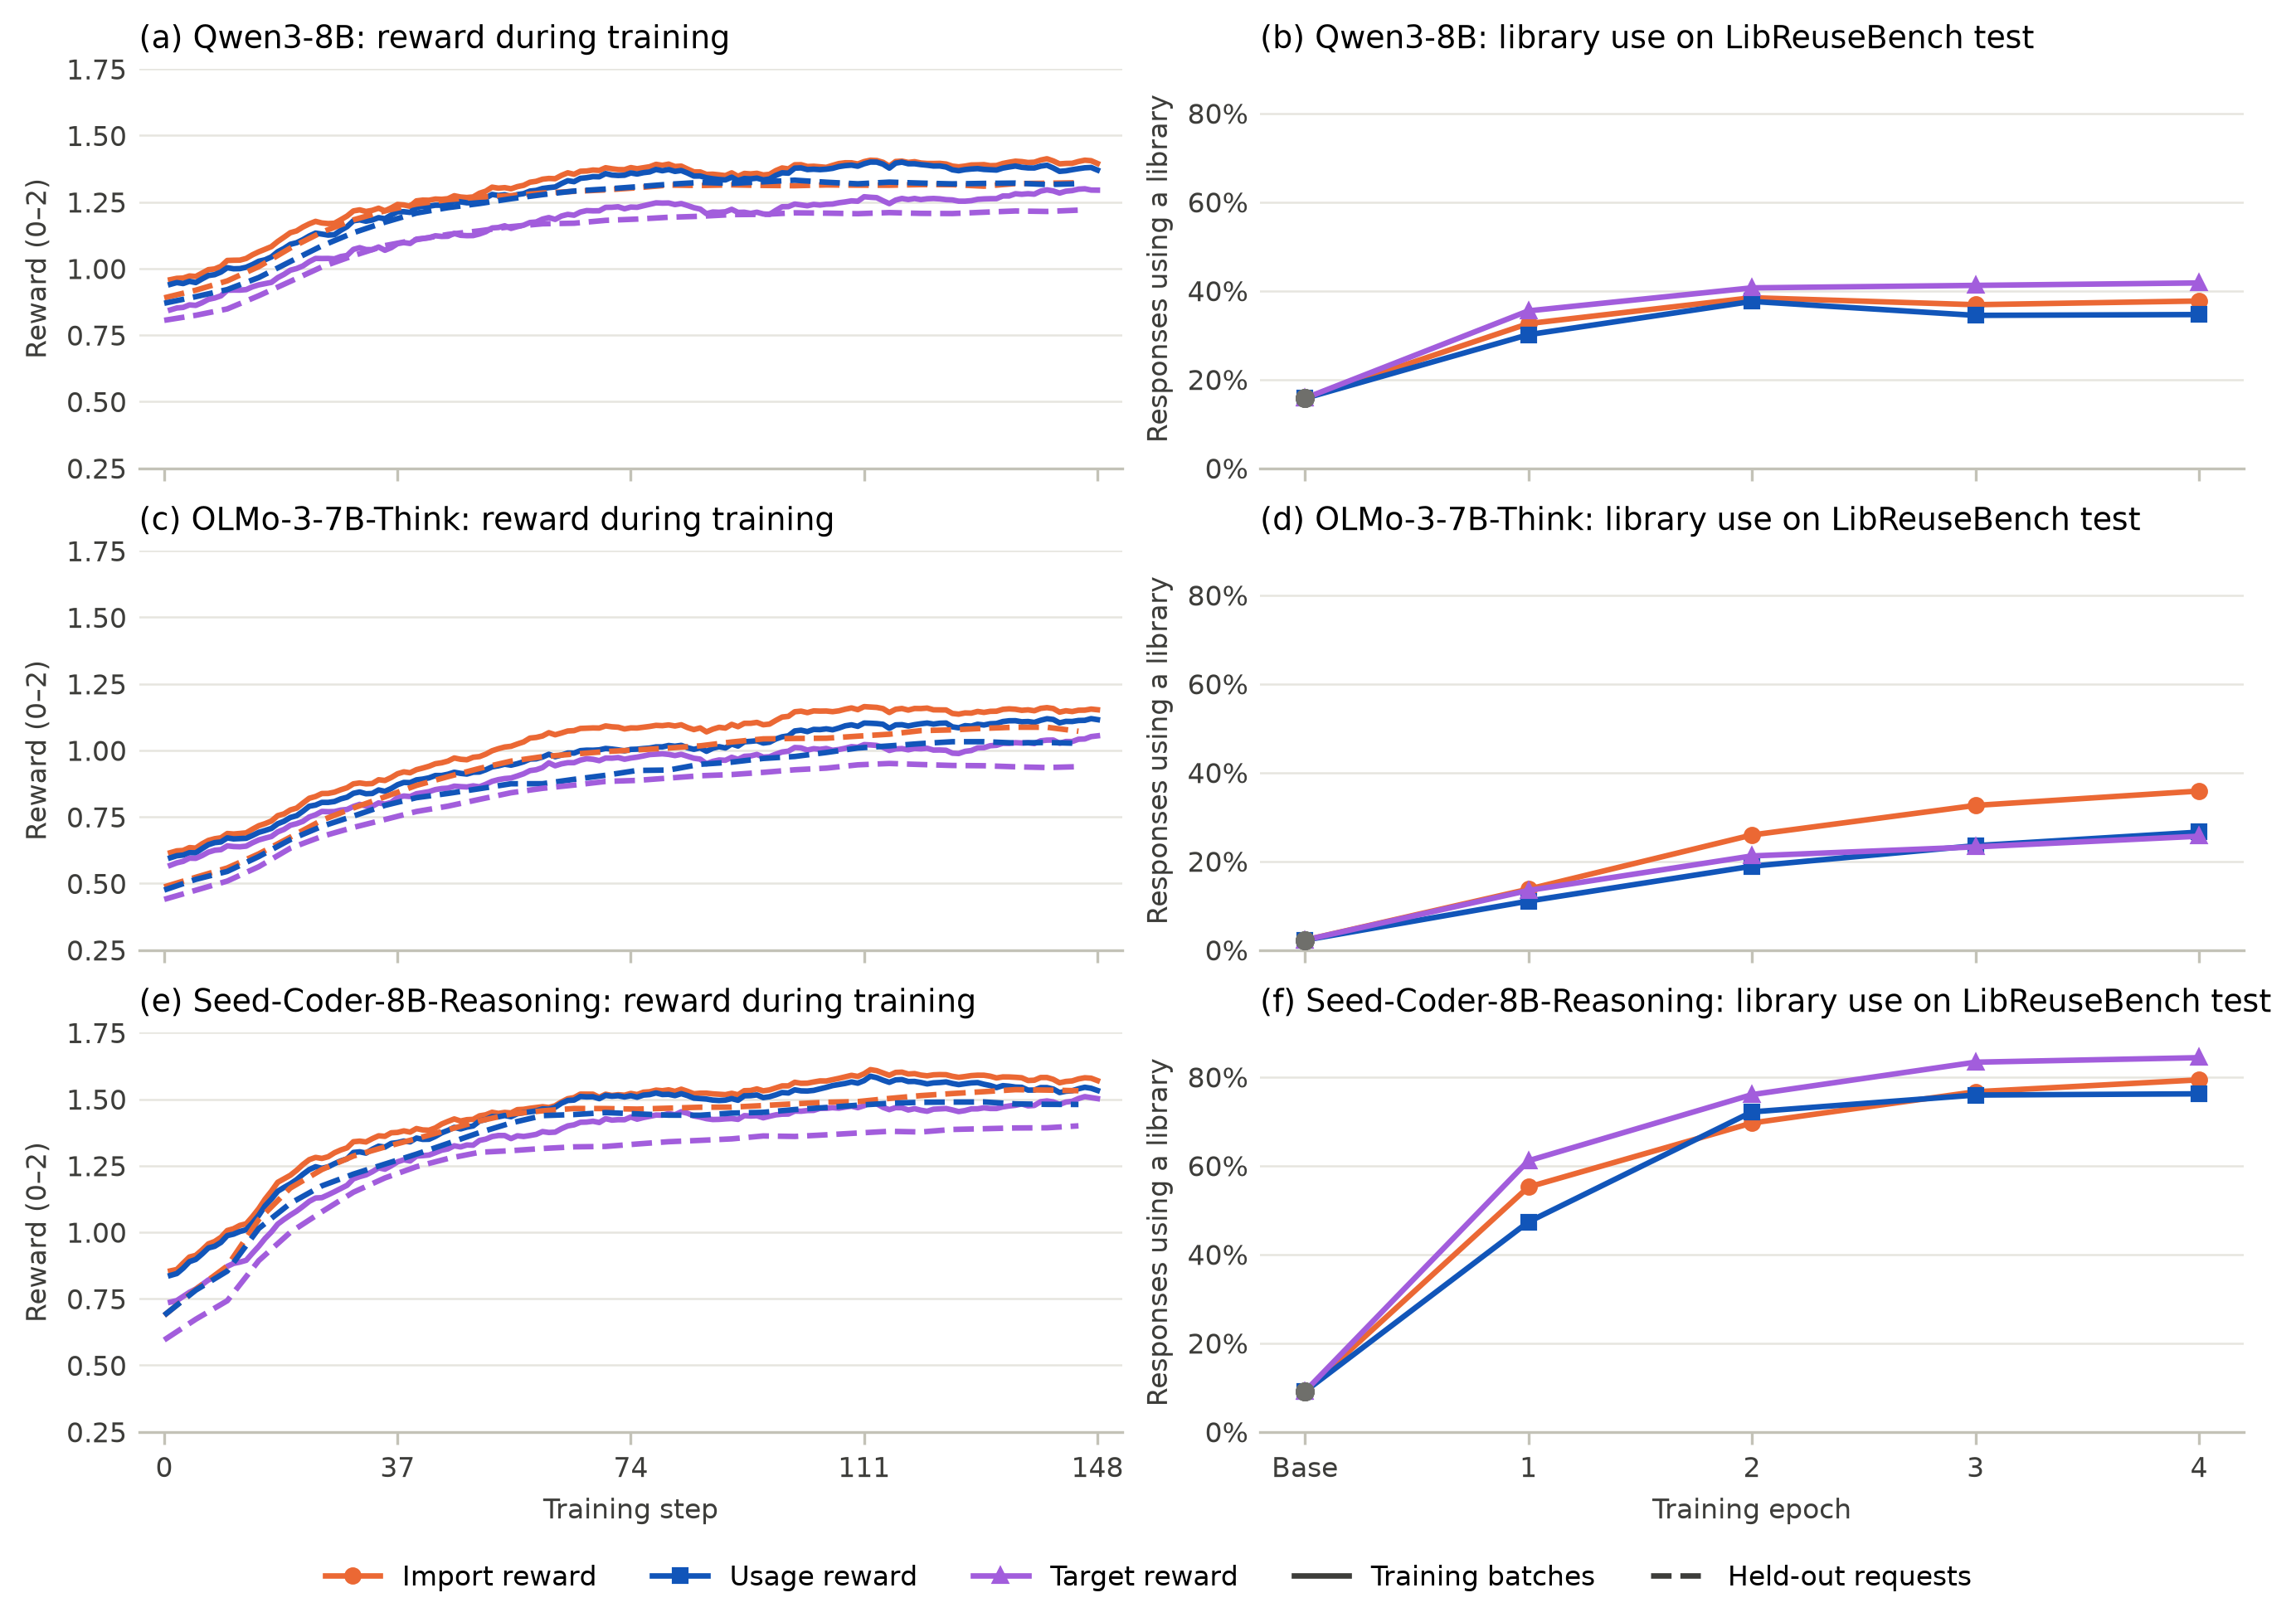 (a) Qwen3-8B: reward during training
1.75
1.50
1.25
1.00
0.75
0.50
0.25
Reward (0–2)
(b) Qwen3-8B: library use on LibReuseBench test
80%
60%
40%
20%
0%
Responses using a library
(c) OLMo-3-7B-Think: reward during training
1.75
1.50
1.25
1.00
0.75
0.50
0.25
Reward (0–2)
(d) OLMo-3-7B-Think: library use on LibReuseBench test
80%
60%
40%
20%
0%
Responses using a library
(e) Seed-Coder-8B-Reasoning: reward during training
1.75
1.50
1.25
1.00
0.75
0.50
0.25
Reward (0–2)
0 37 74 111 148
Training step
(f) Seed-Coder-8B-Reasoning: library use on LibReuseBench test
80%
60%
40%
20%
0%
Responses using a library
Base 1 2 3 4
Training epoch
Import reward Usage reward Target reward Training batches Held-out requests